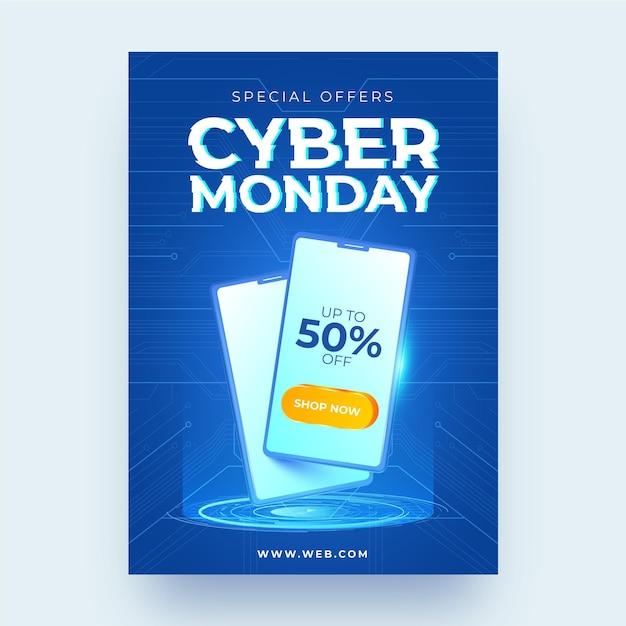 SPECIAL OFFERS
CYBER
MONDAY
UP TO
50%
OFF
SHOP NOW
WWW.WEB.COM